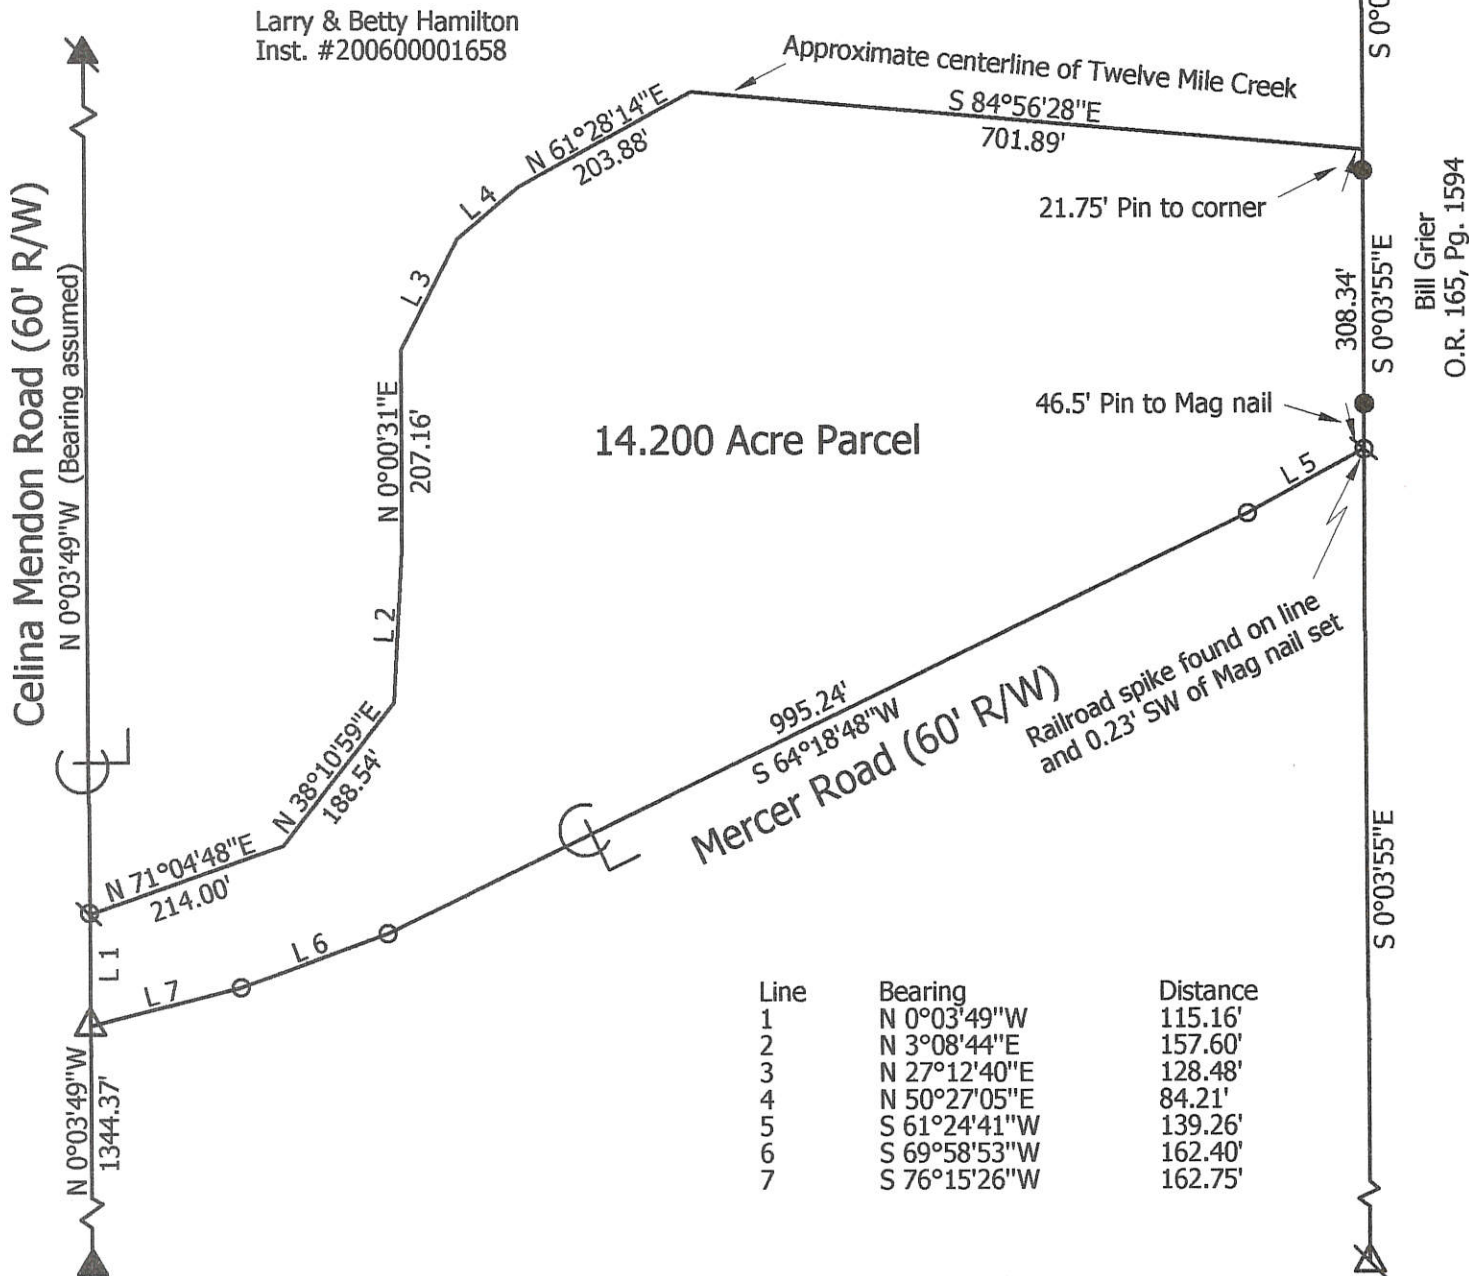 Larry & Betty Hamilton
Inst. #200600001658
Approximate centerline of Twelve Mile Creek
S 84°56'28"E
701.89'
N 61°28'14"E
203.88'
L 4
L 3
21.75' Pin to corner
S 0°03'55"E
308.34'
Bill Grier
O.R. 165, Pg. 1594
Celina Mendon Road (60' R/W)
N 0°03'49"W (Bearing assumed)
N 0°00'31"E
207.16'
46.5' Pin to Mag nail
14.200 Acre Parcel
L 5
L 2
Railroad spike found on line
and 0.23' SW of Mag nail set
995.24'
S 64°18'48"W
Mercer Road (60' R/W)
N 38°10'59"E
188.54'
N 71°04'48"E
214.00'
L 1
L 6
L 7
S 0°03'55"E
N 0°03'49"W
1344.37'
Line Bearing Distance
1 N 0°03'49"W 115.16'
2 N 3°08'44"E 157.60'
3 N 27°12'40"E 128.48'
4 N 50°27'05"E 84.21'
5 S 61°24'41"W 139.26'
6 S 69°58'53"W 162.40'
7 S 76°15'26"W 162.75'